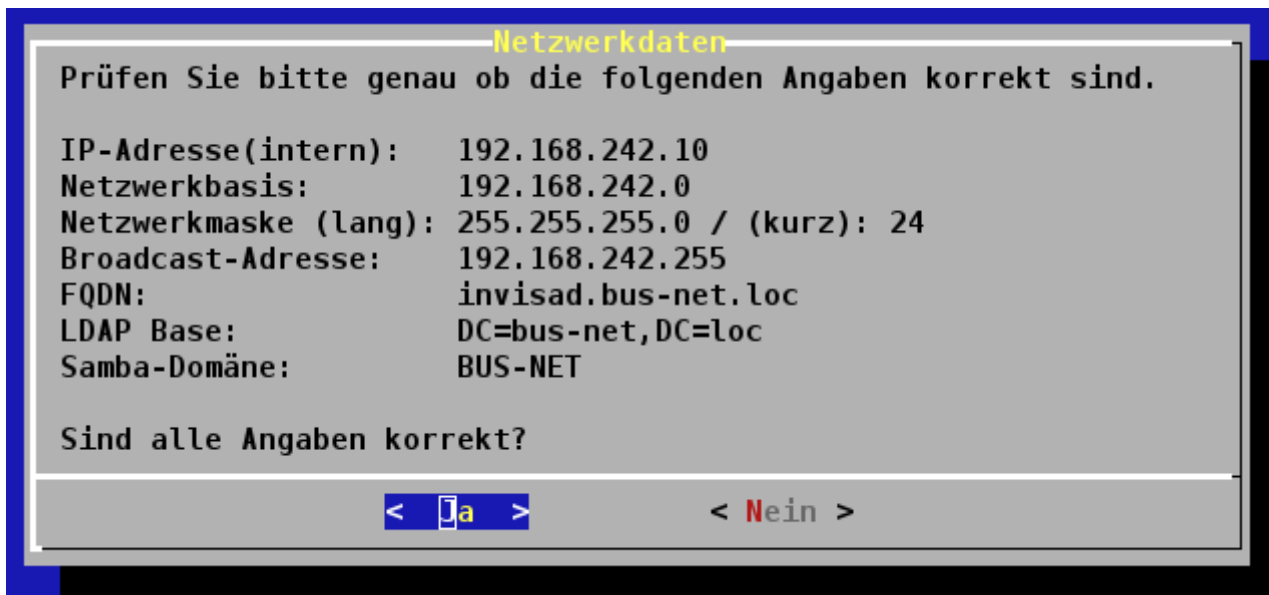 Netzwerkdaten
Prüfen Sie bitte genau ob die folgenden Angaben korrekt sind.
IP-Adresse(intern): 192.168.242.10
Netzwerkbasis: 192.168.242.0
Netzwerkmaske (lang): 255.255.255.0 / (kurz): 24
Broadcast-Adresse: 192.168.242.255
FQDN: invisad.bus-net.loc
LDAP Base: DC=bus-net,DC=loc
Samba-Domäne: BUS-NET
Sind alle Angaben korrekt?
< Ja > < Nein >